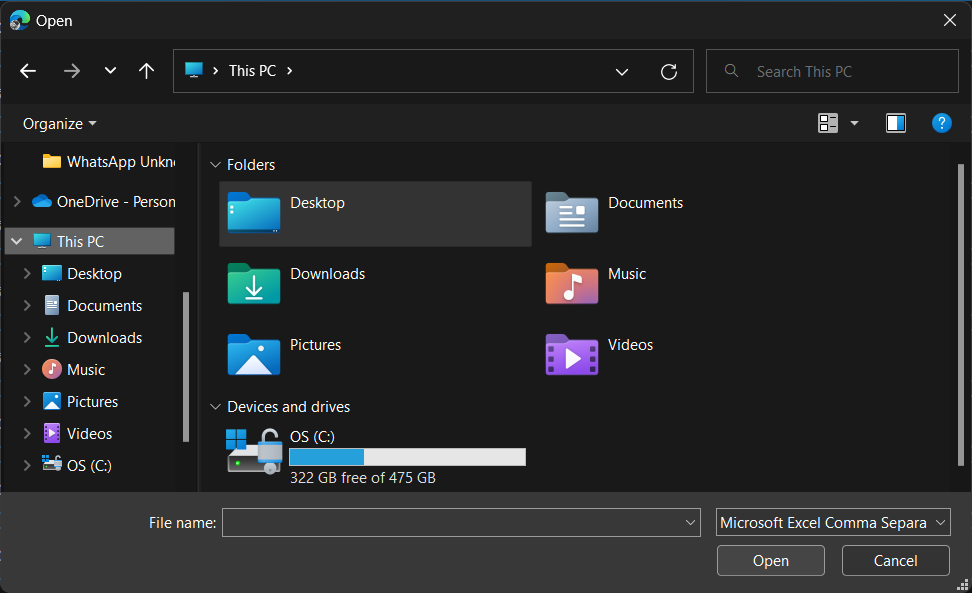 Open
This PC
Search This PC
Organize
WhatsApp Unkn
OneDrive - Person
This PC
Desktop
Documents
Downloads
Music
Pictures
Videos
OS (C:)
Folders
Desktop
Documents
Downloads
Music
Pictures
Videos
Devices and drives
OS (C:)
322 GB free of 475 GB
File name:
Microsoft Excel Comma Separa
Open
Cancel